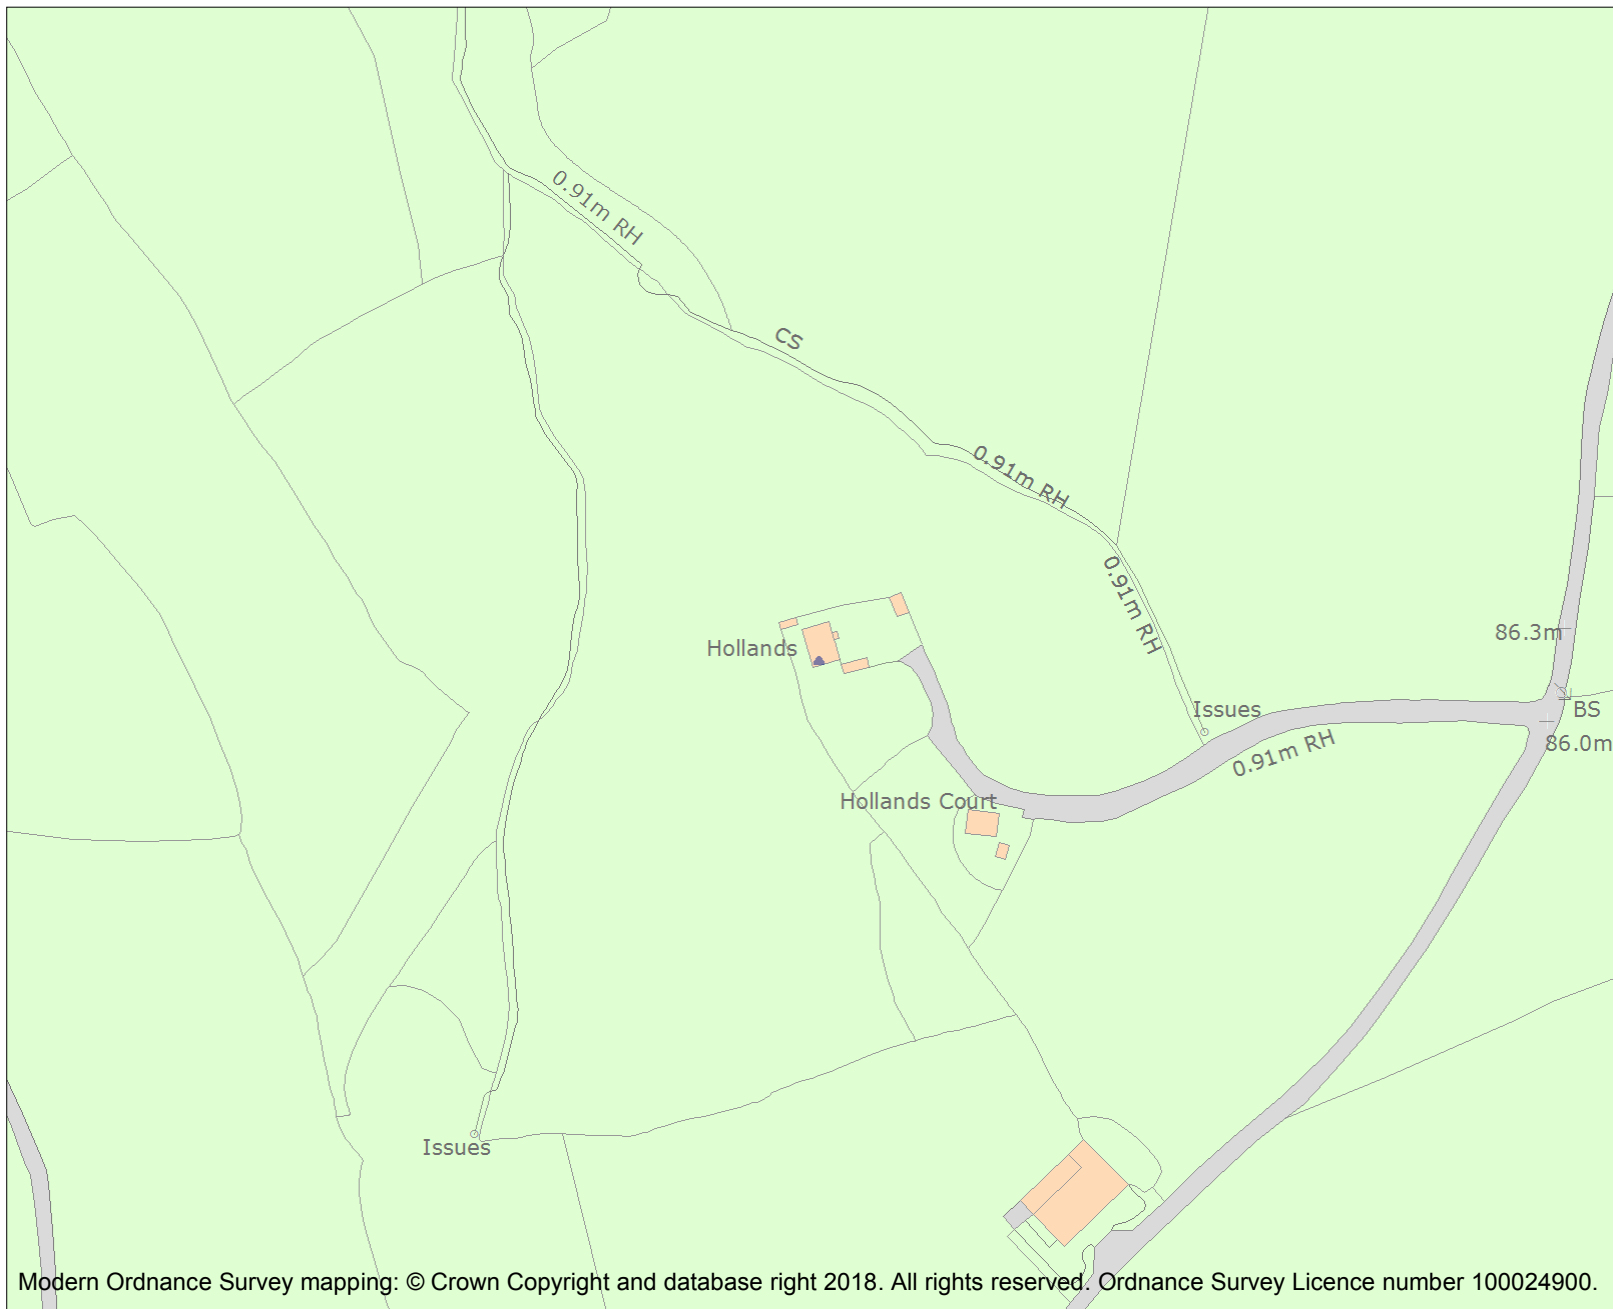 0.91m RH
CS
0.91m RH
0.91m RH
86.3m
Hollands
Issues
BS
0.91m RH
86.0m
Hollands Court
Issues
Modern Ordnance Survey mapping: © Crown Copyright and database right 2018. All rights reserved. Ordnance Survey Licence number 100024900.